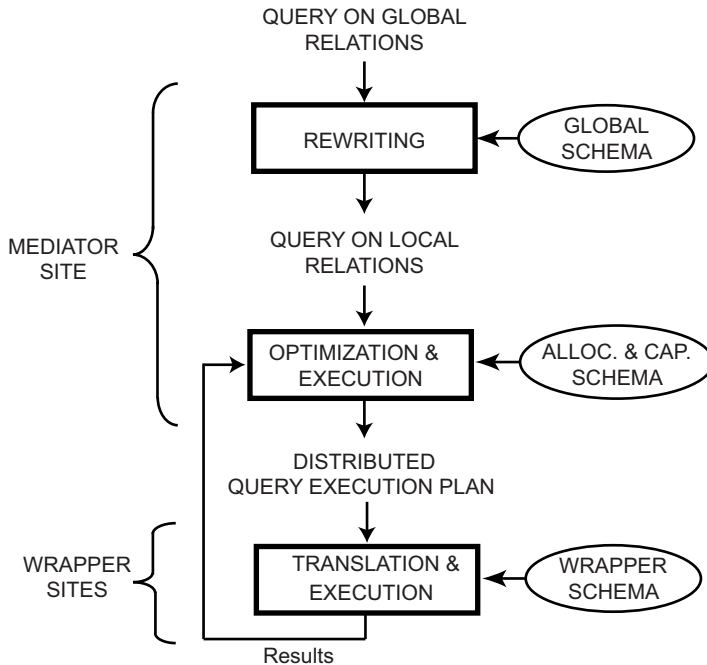 QUERY ON GLOBAL
RELATIONS
REWRITING
GLOBAL
SCHEMA
MEDIATOR
SITE
QUERY ON LOCAL
RELATIONS
OPTIMIZATION &
EXECUTION
ALLOC. & CAP.
SCHEMA
DISTRIBUTED
QUERY EXECUTION PLAN
WRAPPER
SITES
TRANSLATION &
EXECUTION
WRAPPER
SCHEMA
Results